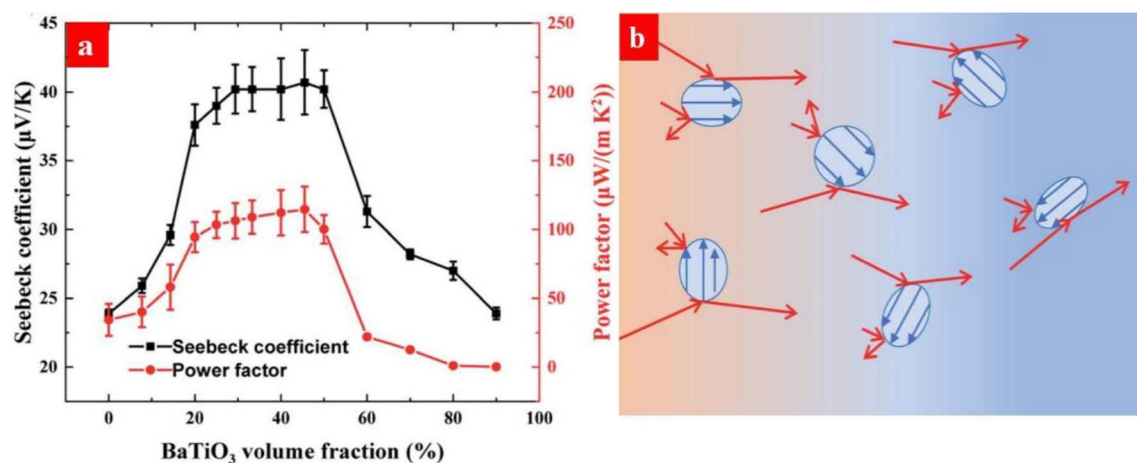 a
45
40
35
30
25
20
Seebeck coefficient (μV/K)
250
200
150
100
50
0
Power factor (μW/(m K²))
Seebeck coefficient
Power factor
0 20 40 60 80 100
BaTiO₃ volume fraction (%)
b